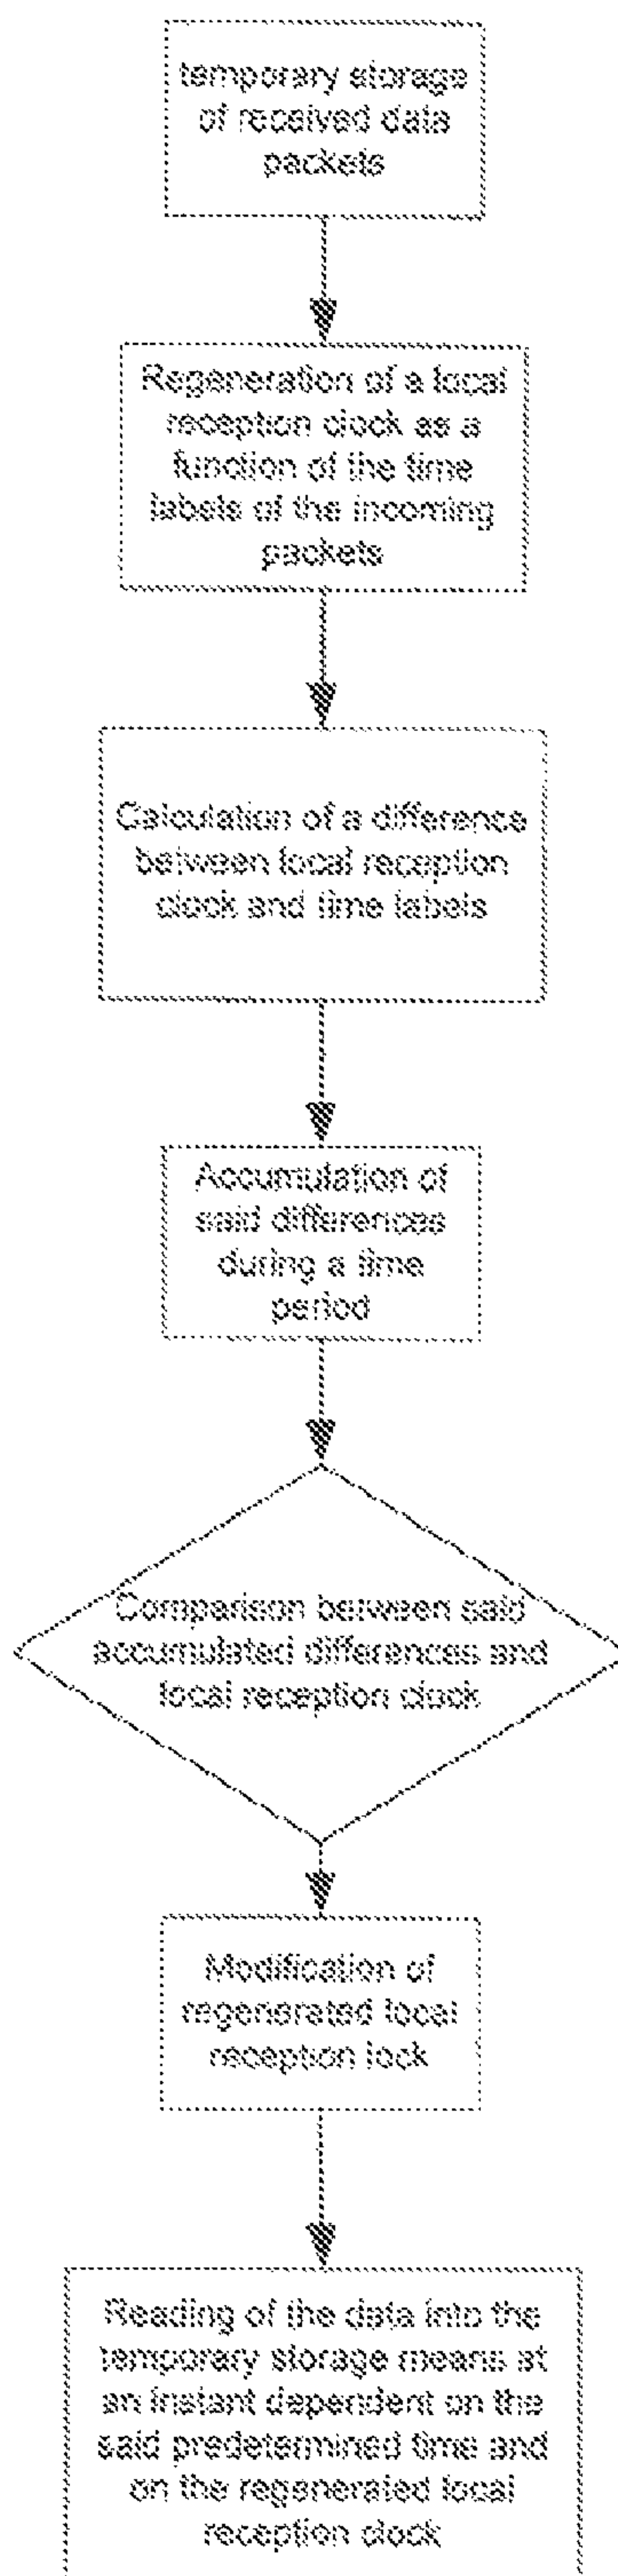 temporary storage
of received data
packets
Regeneration of a local
reception clock as a
function of the time
labels of the incoming
packets
Calculation of a difference
between local reception
clock and time labels
Accumulation of
said differences
during a time
period
Comparison between said
accumulated differences and
local reception clock
Modification of
regenerated local
reception lock
Reading of the data into the
temporary storage means at
an instant dependent on the
said predetermined time and
on the regenerated local
reception clock